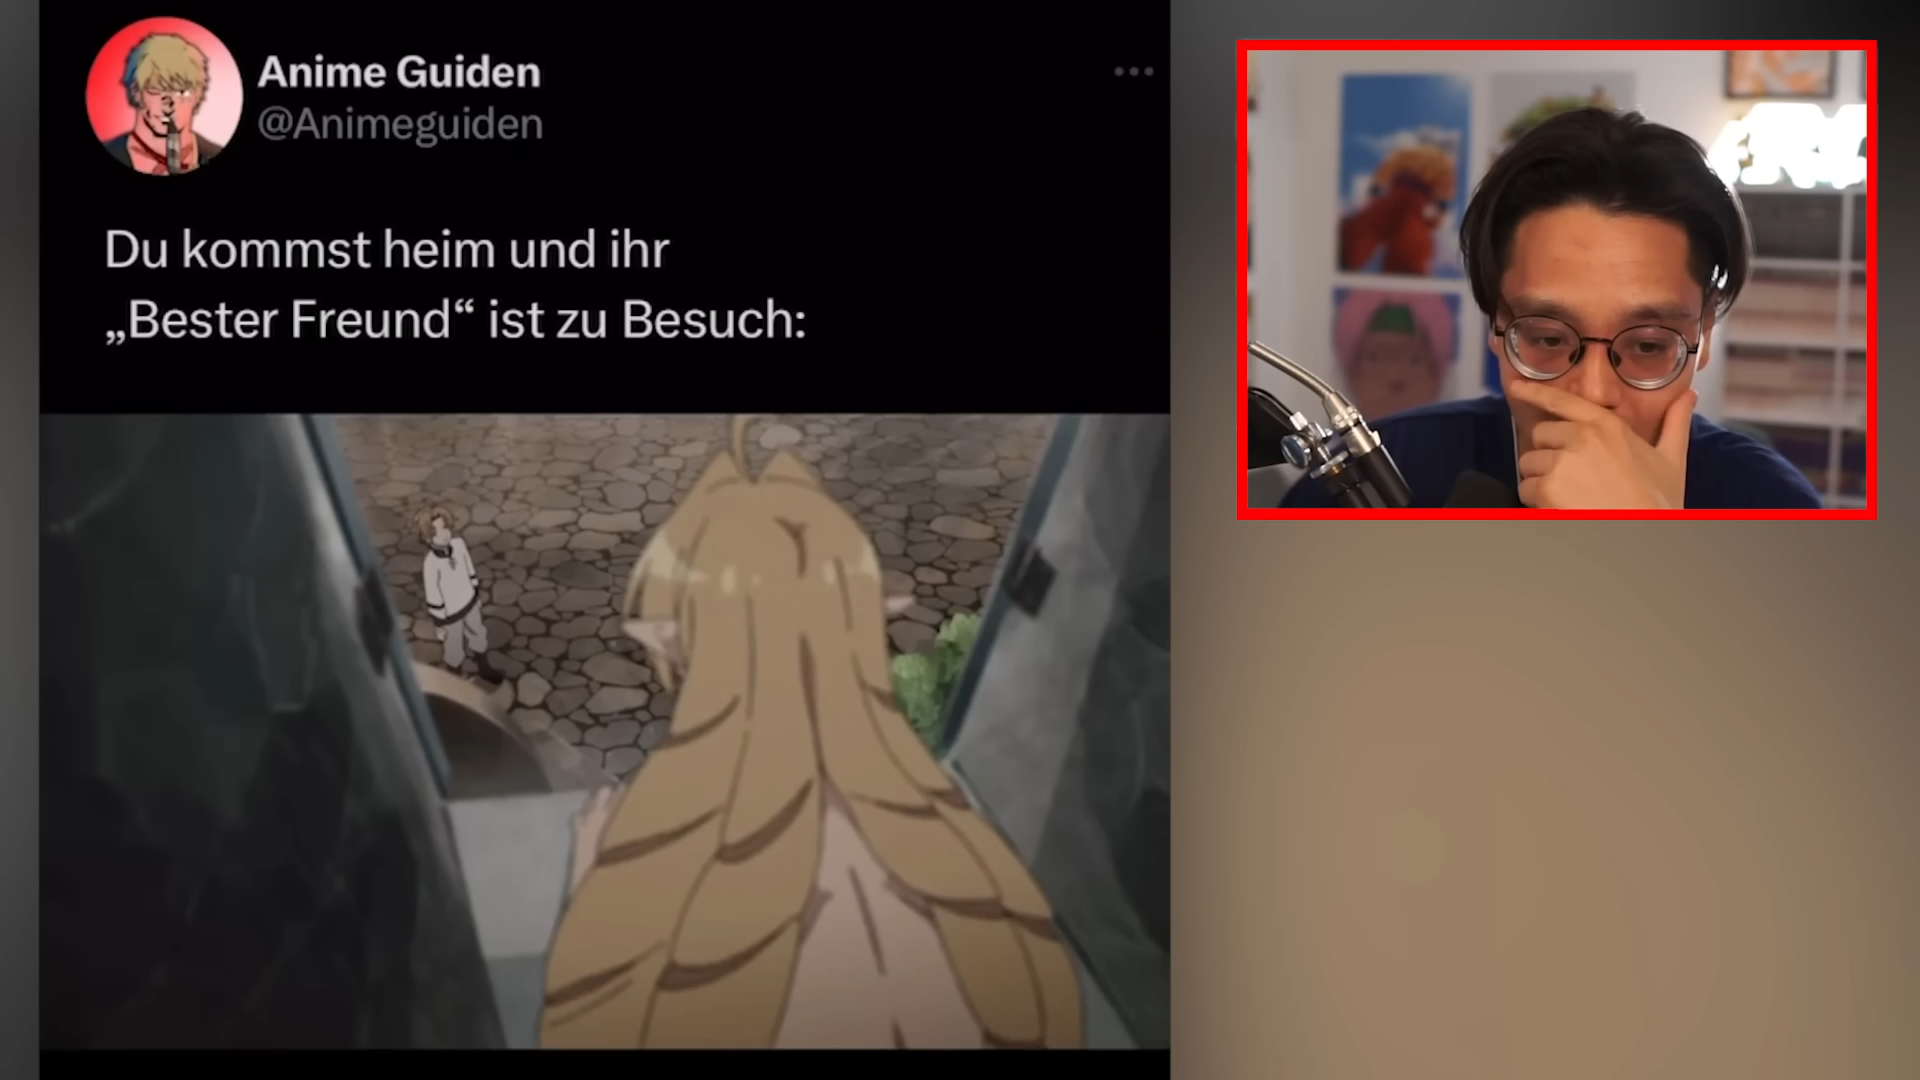 Anime Guiden
@Animeguiden
Du kommst heim und ihr
„Bester Freund“ ist zu Besuch: